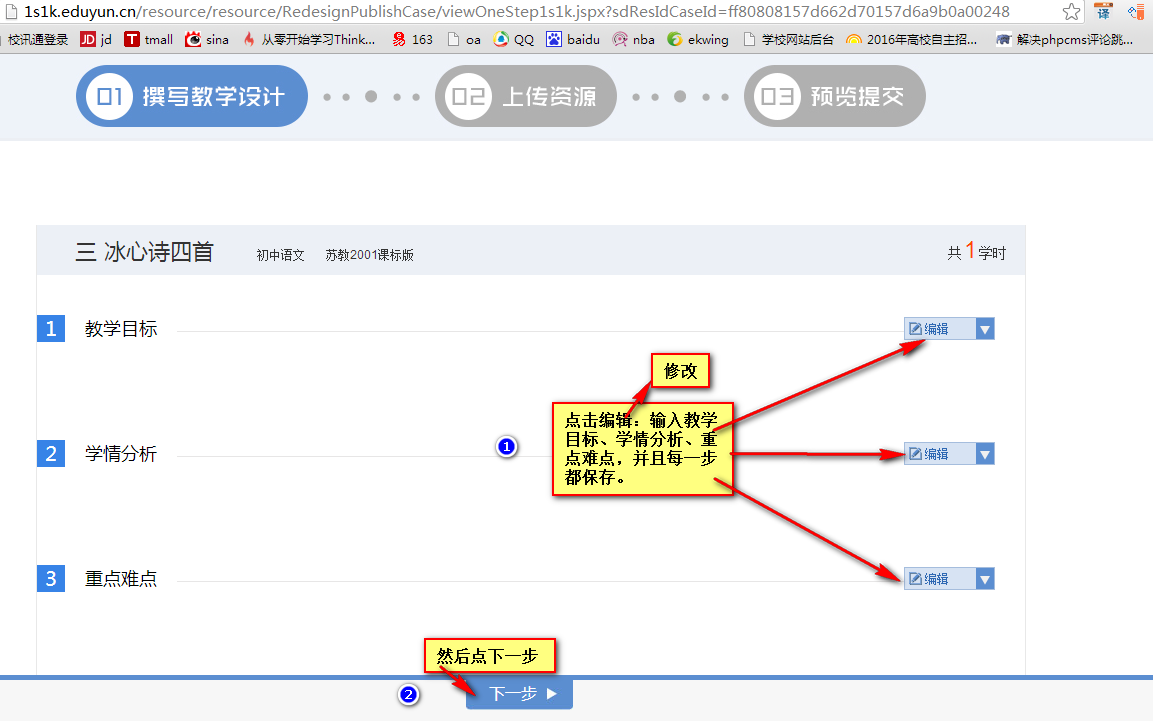 1s1k.eduyun.cn/resource/resource/RedesignPublishCase/viewOneStep1s1k.jspx?sdResIdCaseId=ff80808157d662d70157d6a9b0a00248
译
校讯通登录 JD jd T tmall sina 从零开始学习Think... 163 oa QQ baidu nba ekwing 学校网站后台 2016年高校自主招... 解决phpcms评论跳...
01 撰写教学设计 02 上传资源 03 预览提交
三 冰心诗四首 初中语文 苏教2001课标版 共1学时
1 教学目标 编辑
修改
点击编辑：输入教学
目标、学情分析、重
点难点，并且每一步
都保存。
1
2 学情分析 编辑
3 重点难点 编辑
然后点下一步
2 下一步